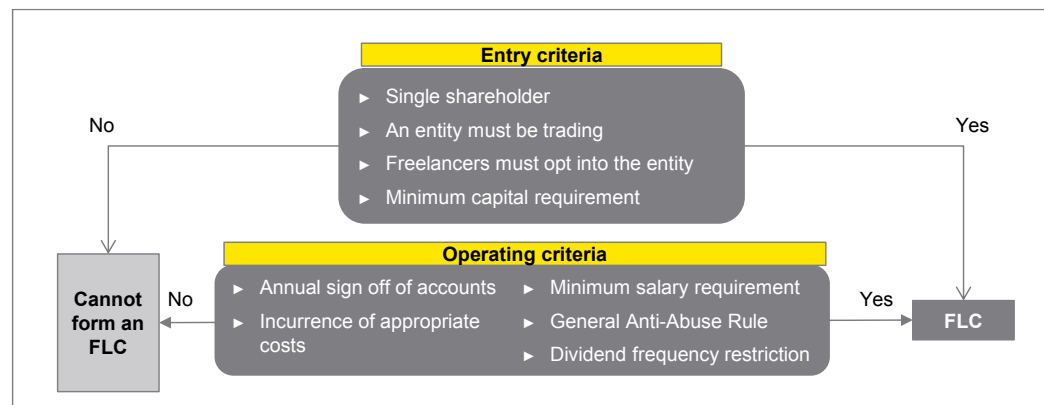 Entry criteria
► Single shareholder
► An entity must be trading
► Freelancers must opt into the entity
► Minimum capital requirement
No
Yes
Operating criteria
► Annual sign off of accounts
► Incurrence of appropriate
costs
► Minimum salary requirement
► General Anti-Abuse Rule
► Dividend frequency restriction
Cannot
form an
FLC
No
Yes
FLC